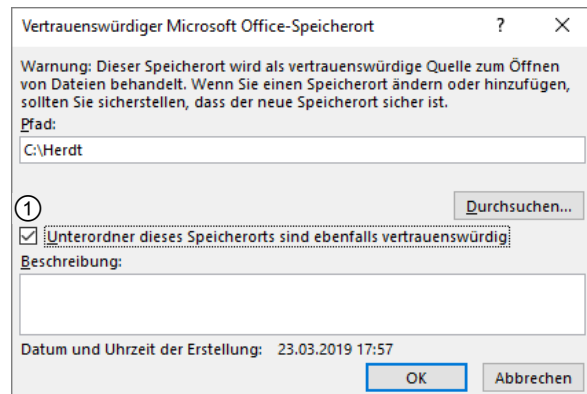 Vertrauenswürdiger Microsoft Office-Speicherort ? ×
Warnung: Dieser Speicherort wird als vertrauenswürdige Quelle zum Öffnen
von Dateien behandelt. Wenn Sie einen Speicherort ändern oder hinzufügen,
sollten Sie sicherstellen, dass der neue Speicherort sicher ist.
Pfad:
C:\Herdt
Durchsuchen...
①
Unterordner dieses Speicherorts sind ebenfalls vertrauenswürdig
Beschreibung:
Datum und Uhrzeit der Erstellung: 23.03.2019 17:57
OK Abbrechen